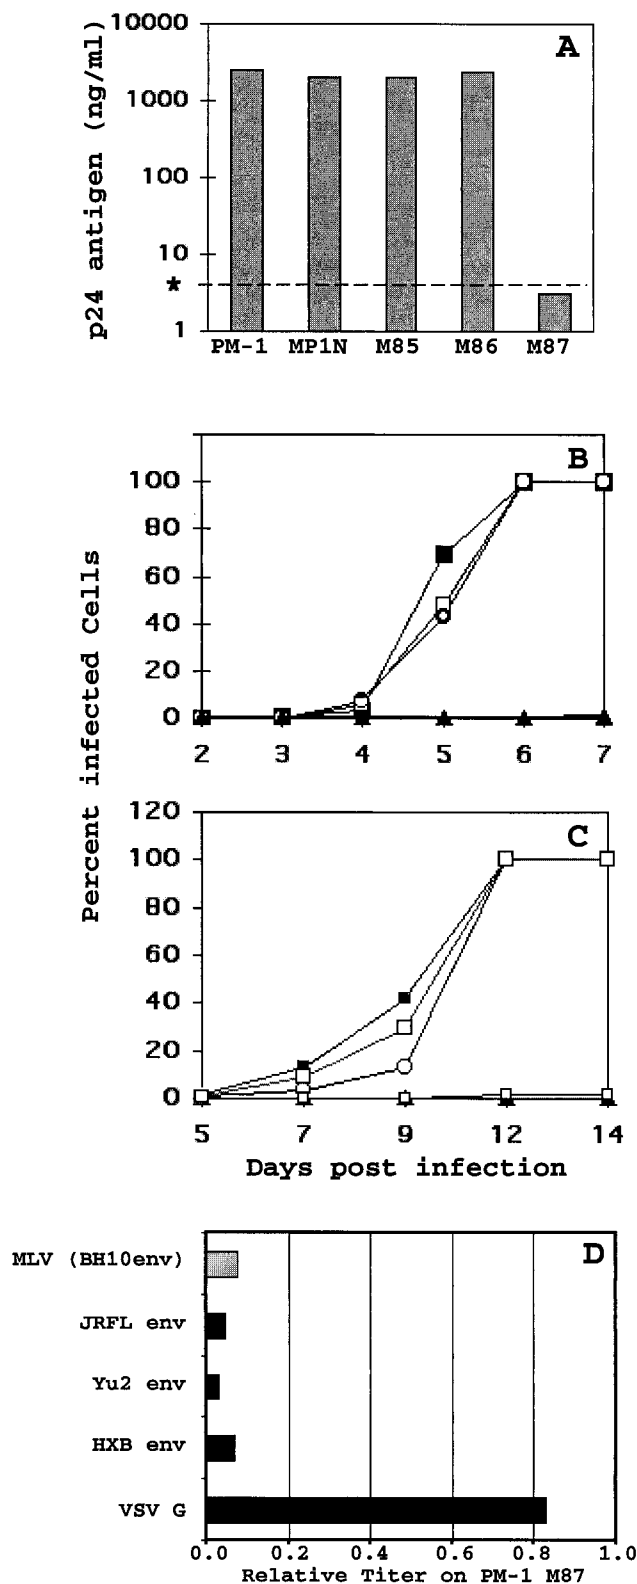 A
p24 antigen (ng/ml)
10000
1000
100
10
*
1
PM-1 MP1N M85 M86 M87
B
Percent infected Cells
100
80
60
40
20
0
2 3 4 5 6 7
C
120
100
80
60
40
20
0
5 7 9 12 14
Days post infection
D
MLV (BH10env)
JRFL env
Yu2 env
HXB env
VSV G
0.0 0.2 0.4 0.6 0.8 1.0
Relative Titer on PM-1 M87